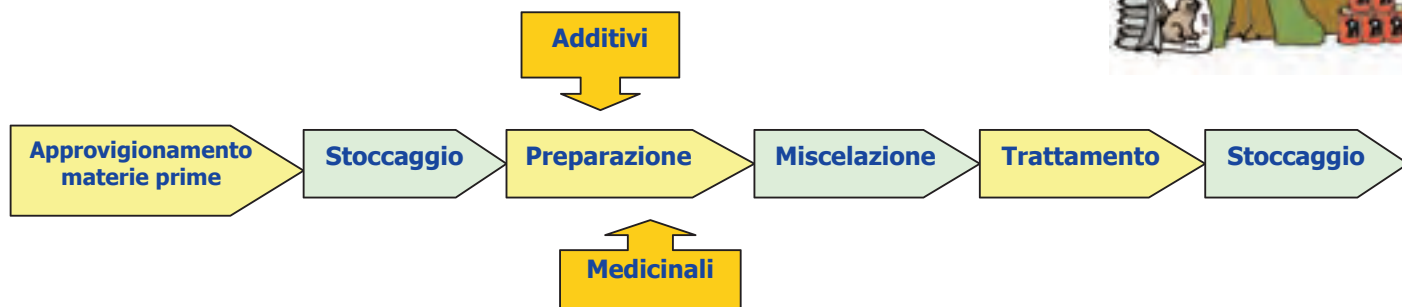 Additivi
Approvigionamento
materie prime
Stoccaggio
Preparazione
Miscelazione
Trattamento
Stoccaggio
Medicinali